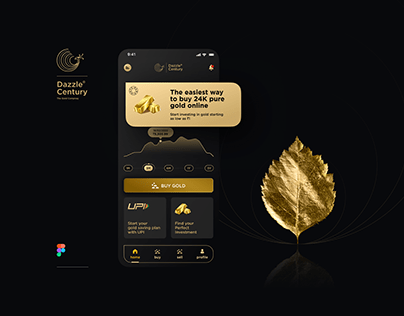 Dazzle®
Century
9:41
Dazzle®
Century
The easiest way
to buy 24K pure
gold online
Start investing in gold starting
as low as ₹1
BUY GOLD
UPI
Start your
gold saving plan
with UPI
Find your
Perfect
Investment
home
buy
sell
profile